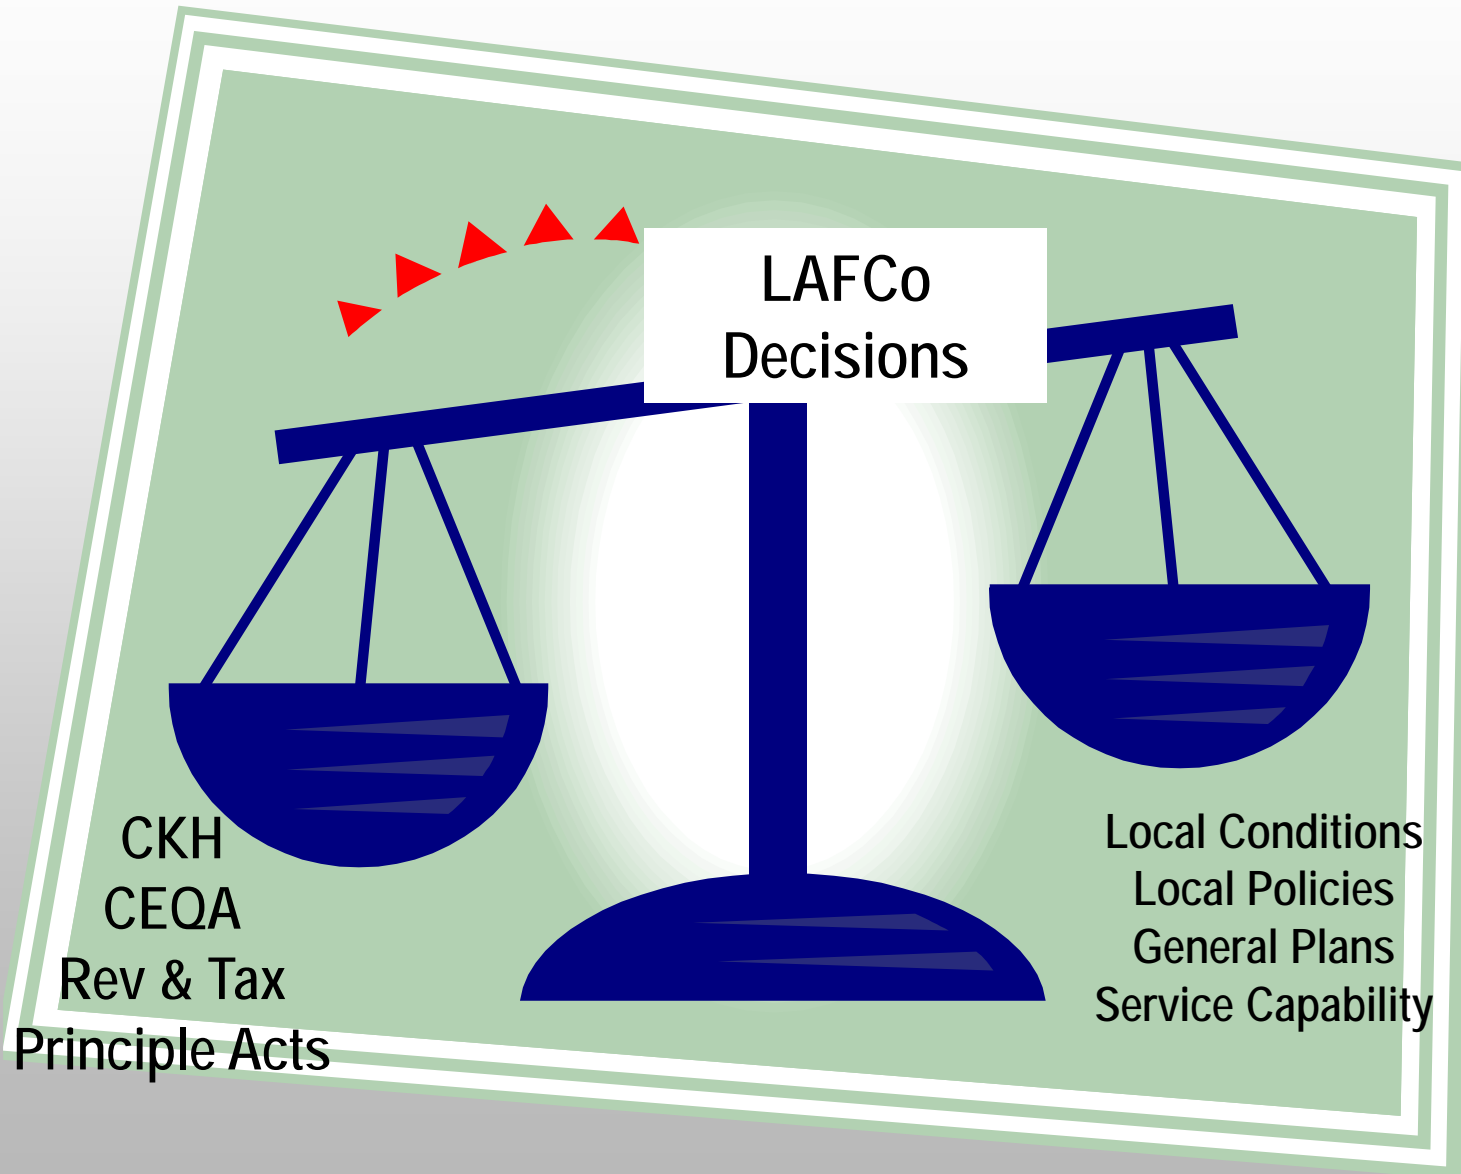 LAFCo
Decisions
CKH
CEQA
Rev & Tax
Principle Acts
Local Conditions
Local Policies
General Plans
Service Capability